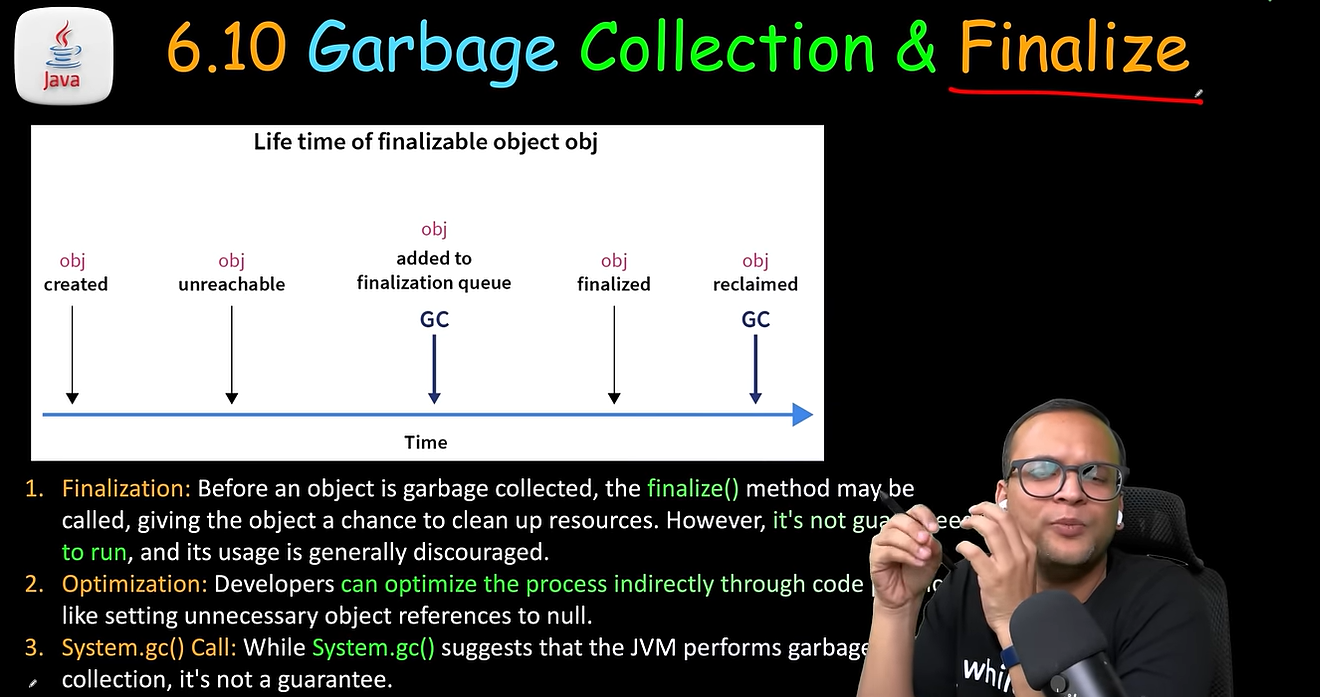 Java
6.10 Garbage Collection & Finalize
Life time of finalizable object obj
obj
created
obj
unreachable
obj
added to
finalization queue
GC
obj
finalized
obj
reclaimed
GC
Time
1. Finalization: Before an object is garbage collected, the finalize() method may be
called, giving the object a chance to clean up resources. However, it's not
to run, and its usage is generally discouraged.
2. Optimization: Developers can optimize the process indirectly through code
like setting unnecessary object references to null.
3. System.gc() Call: While System.gc() suggests that the JVM performs garbage
collection, it's not a guarantee.